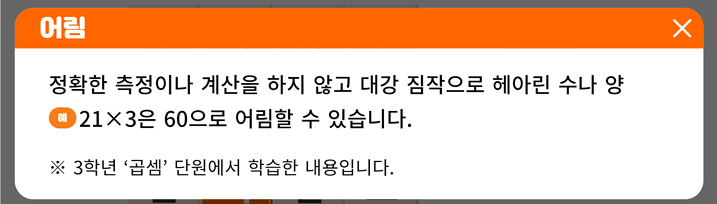 어림
정확한 측정이나 계산을 하지 않고 대강 짐작으로 헤아린 수나 양
예 21×3은 60으로 어림할 수 있습니다.
※ 3학년 ‘곱셈’ 단원에서 학습한 내용입니다.